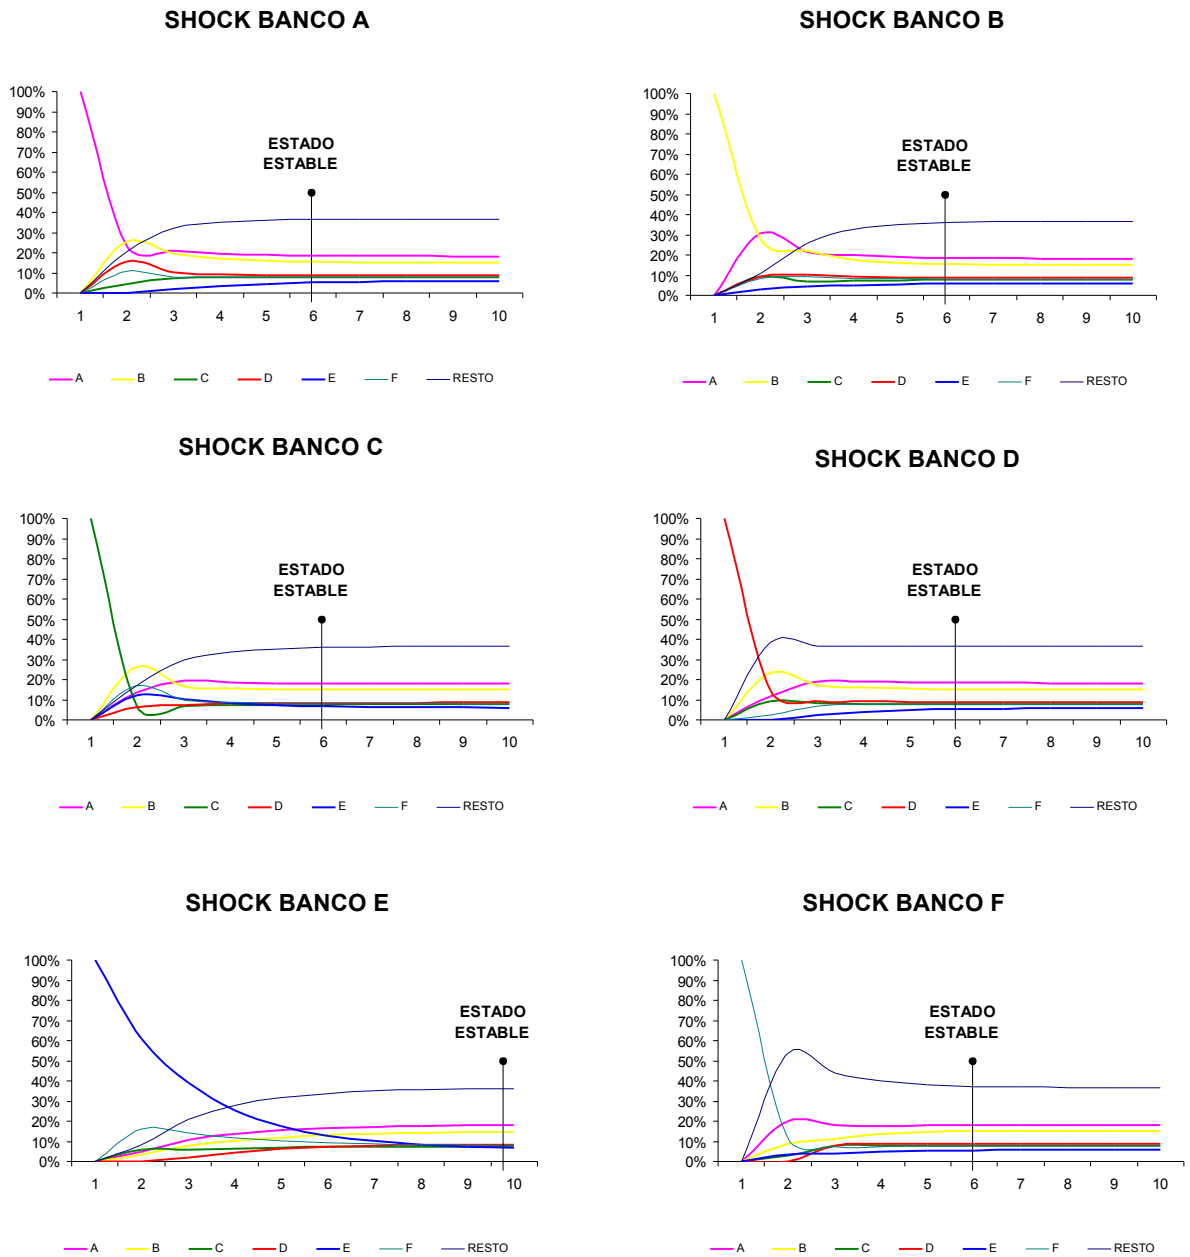 SHOCK BANCO A
100%
90%
80%
70%
60%
50%
40%
30%
20%
10%
0%
ESTADO
ESTABLE
1 2 3 4 5 6 7 8 9 10
A B C D E F RESTO
SHOCK BANCO B
100%
90%
80%
70%
60%
50%
40%
30%
20%
10%
0%
ESTADO
ESTABLE
1 2 3 4 5 6 7 8 9 10
A B C D E F RESTO
SHOCK BANCO C
100%
90%
80%
70%
60%
50%
40%
30%
20%
10%
0%
ESTADO
ESTABLE
1 2 3 4 5 6 7 8 9 10
A B C D E F RESTO
SHOCK BANCO D
100%
90%
80%
70%
60%
50%
40%
30%
20%
10%
0%
ESTADO
ESTABLE
1 2 3 4 5 6 7 8 9 10
A B C D E F RESTO
SHOCK BANCO E
100%
90%
80%
70%
60%
50%
40%
30%
20%
10%
0%
ESTADO
ESTABLE
1 2 3 4 5 6 7 8 9 10
A B C D E F RESTO
SHOCK BANCO F
100%
90%
80%
70%
60%
50%
40%
30%
20%
10%
0%
ESTADO
ESTABLE
1 2 3 4 5 6 7 8 9 10
A B C D E F RESTO